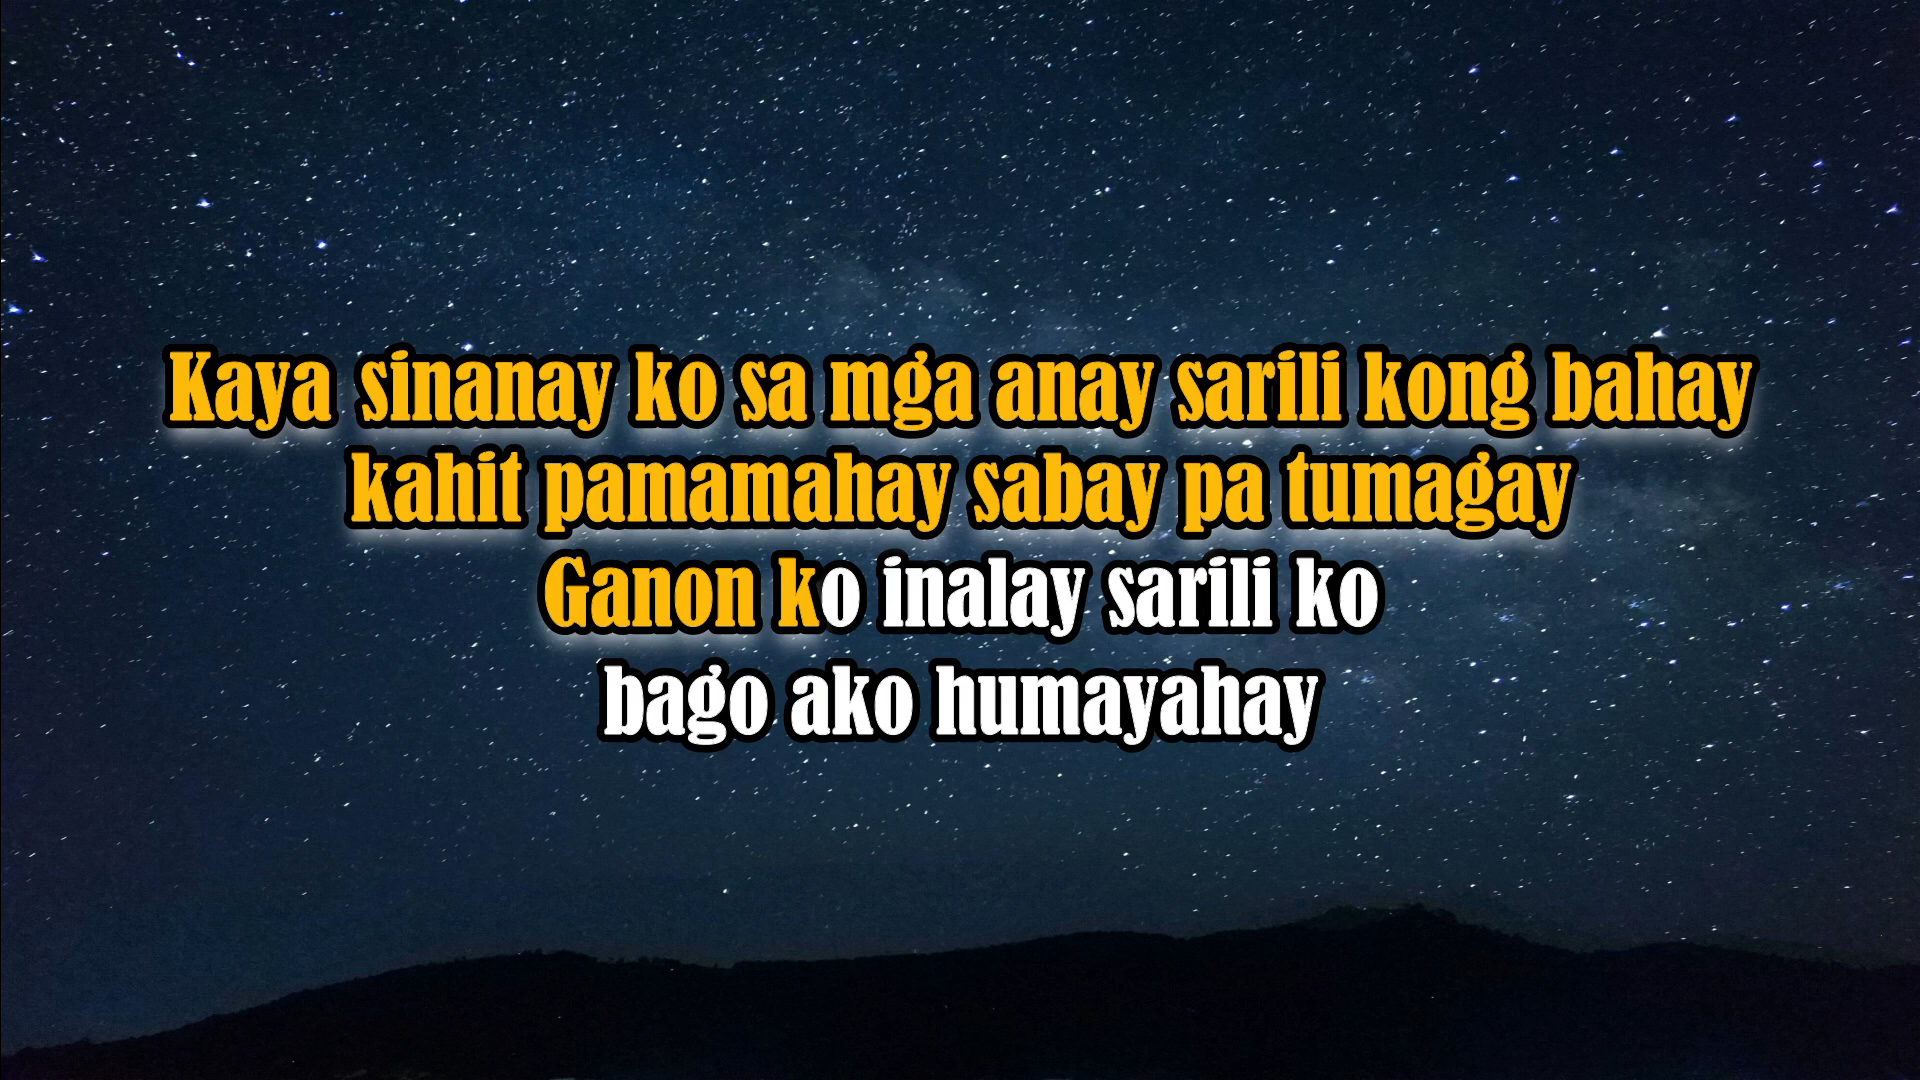 Kaya sinanay ko sa mga anay sarili kong bahay
kahit pamamahay sabay pa tumagay
Ganon ko inalay sarili ko
bago ako humayahay